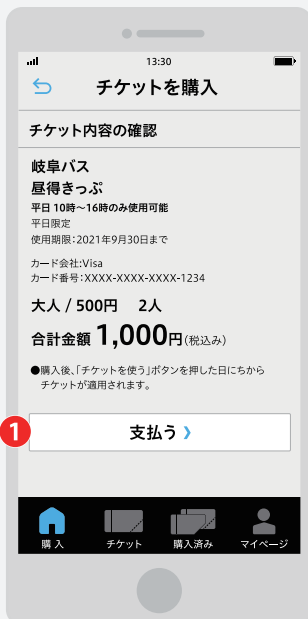 13:30
チケットを購入
チケット内容の確認
岐阜バス
昼得きっぷ
平日 10時～16時のみ使用可能
平日限定
使用期限：2021年9月30日まで
カード会社:Visa
カード番号：XXXX-XXXX-XXXX-1234
大人 / 500円 2人
合計金額 1,000円(税込み)
●購入後、「チケットを使う」ボタンを押した日にちから
チケットが適用されます。
1 支払う 》
購入 チケット 購入済み マイページ